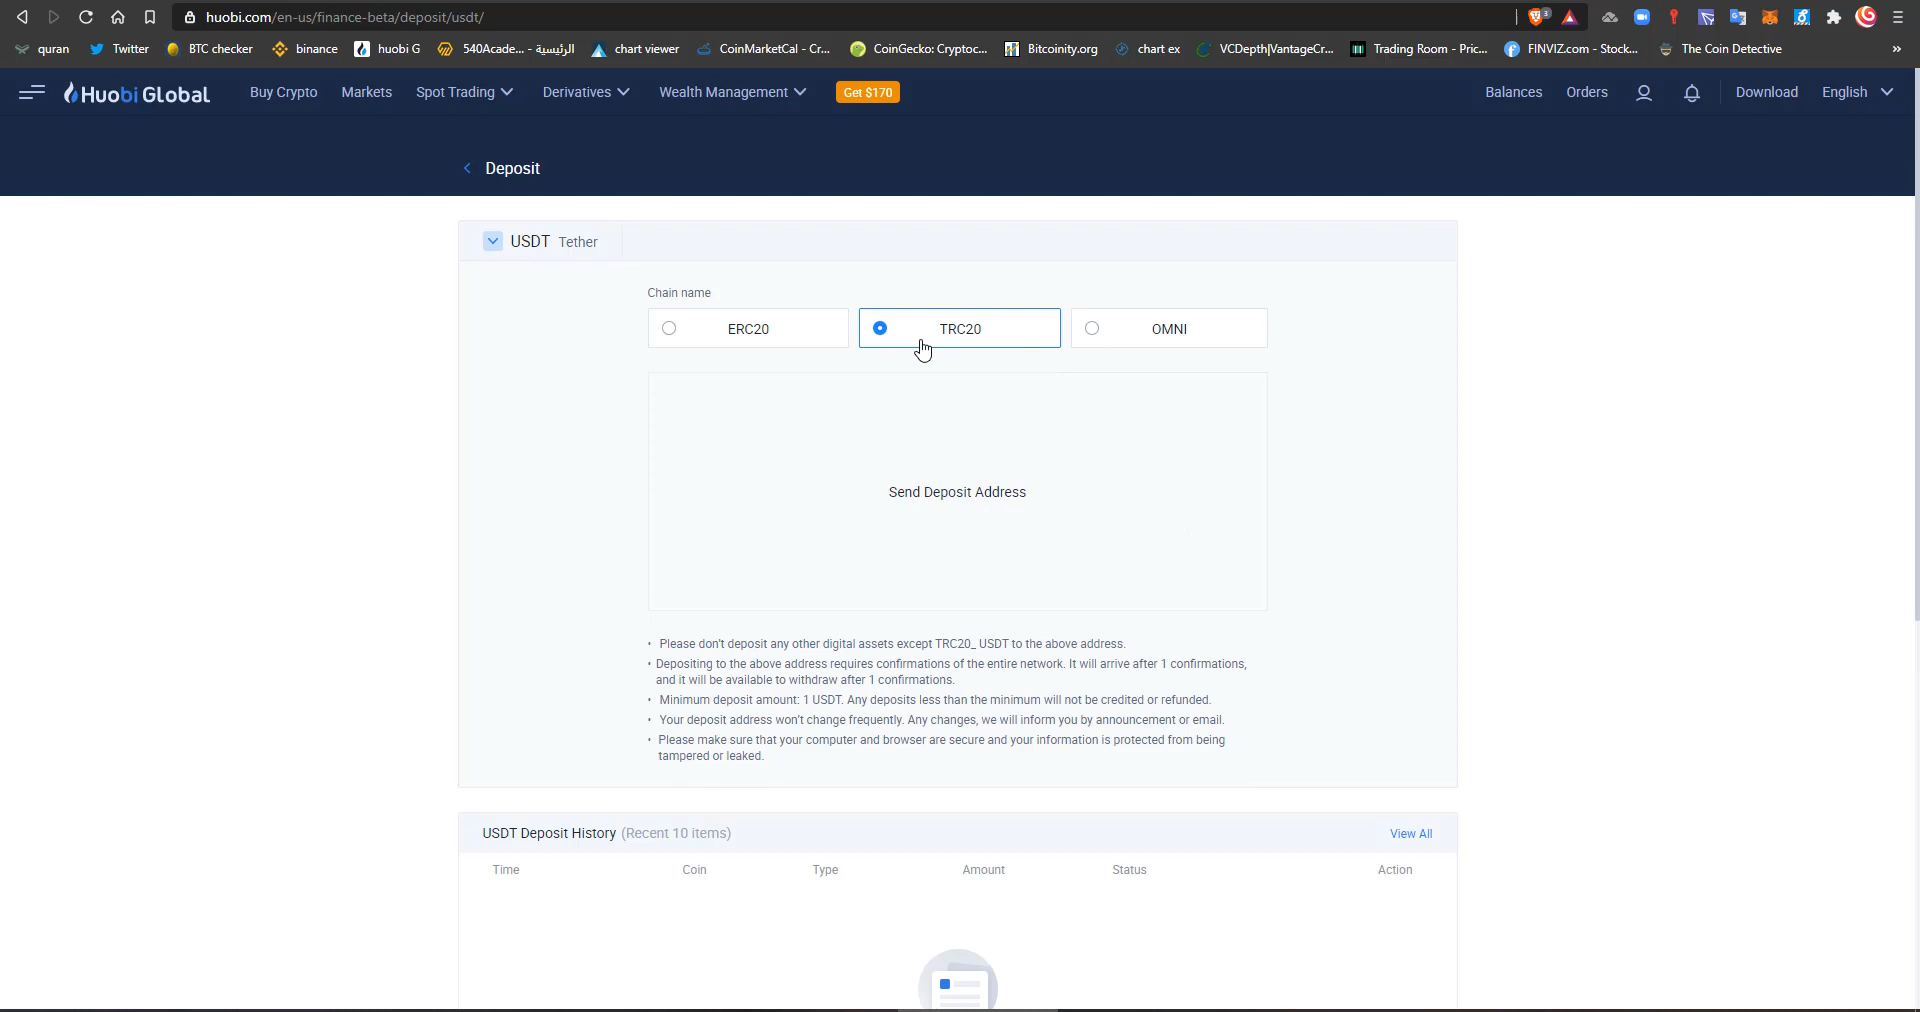 huobi.com/en-us/finance-beta/deposit/usdt/
3
quran Twitter BTC checker binance huobi G 540Acade... - الرئيسية chart viewer CoinMarketCal - Cr... CoinGecko: Cryptoc... Bitcoinity.org chart ex VCDepth|VantageCr... Trading Room - Pric... FINVIZ.com - Stock... The Coin Detective »
Huobi Global Buy Crypto Markets Spot Trading Derivatives Wealth Management Get $170 Balances Orders Download English
Deposit
USDT Tether
Chain name
ERC20 TRC20 OMNI
Send Deposit Address
• Please don't deposit any other digital assets except TRC20_ USDT to the above address.
• Depositing to the above address requires confirmations of the entire network. It will arrive after 1 confirmations,
and it will be available to withdraw after 1 confirmations.
• Minimum deposit amount: 1 USDT. Any deposits less than the minimum will not be credited or refunded.
• Your deposit address won't change frequently. Any changes, we will inform you by announcement or email.
• Please make sure that your computer and browser are secure and your information is protected from being
tampered or leaked.
USDT Deposit History (Recent 10 items) View All
Time Coin Type Amount Status Action